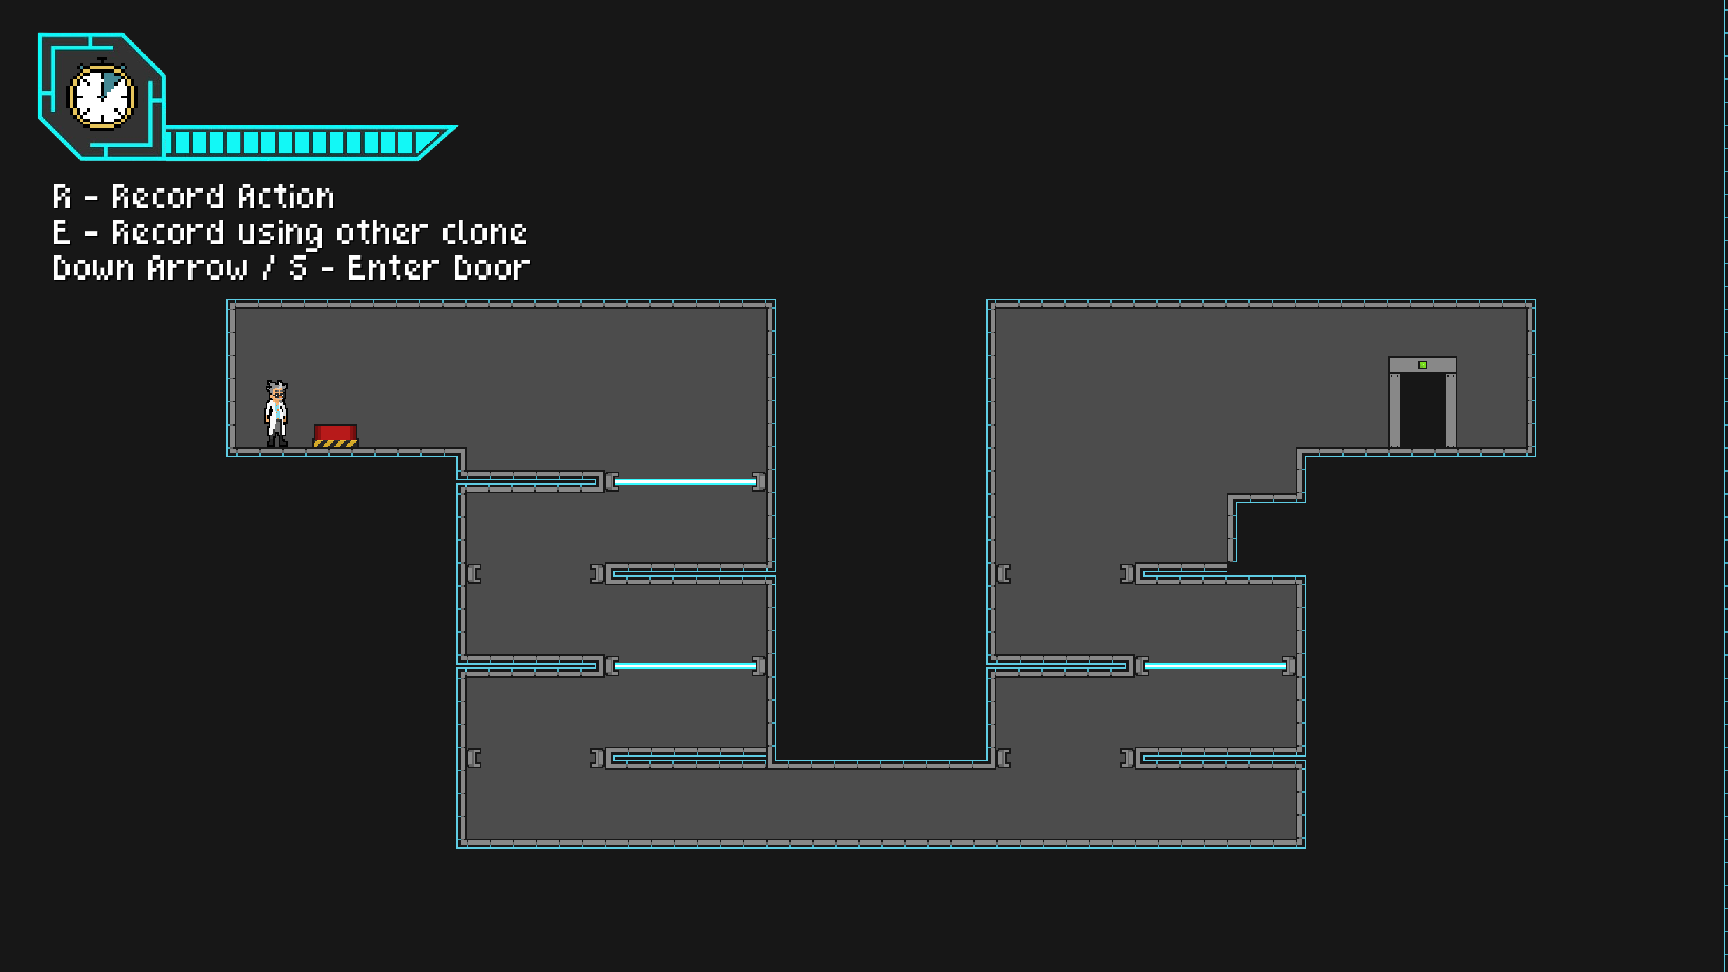 R - Record Action
E - Record using other clone
Down Arrow / S - Enter Door